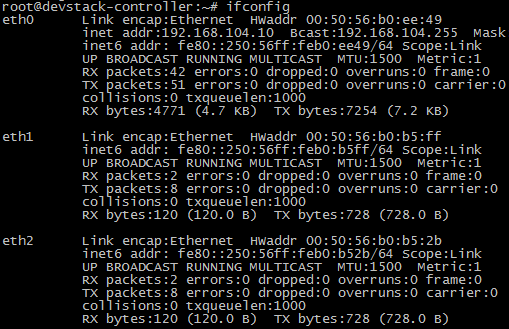 root@devstack-controller:~# ifconfig
eth0 Link encap:Ethernet HWaddr 00:50:56:b0:ee:49
inet addr:192.168.104.10 Bcast:192.168.104.255 Mask
inet6 addr: fe80::250:56ff:feb0:ee49/64 Scope:Link
UP BROADCAST RUNNING MULTICAST MTU:1500 Metric:1
RX packets:42 errors:0 dropped:0 overruns:0 frame:0
TX packets:51 errors:0 dropped:0 overruns:0 carrier:0
collisions:0 txqueuelen:1000
RX bytes:4771 (4.7 KB) TX bytes:7254 (7.2 KB)
eth1 Link encap:Ethernet HWaddr 00:50:56:b0:b5:ff
inet6 addr: fe80::250:56ff:feb0:b5ff/64 Scope:Link
UP BROADCAST RUNNING MULTICAST MTU:1500 Metric:1
RX packets:2 errors:0 dropped:0 overruns:0 frame:0
TX packets:8 errors:0 dropped:0 overruns:0 carrier:0
collisions:0 txqueuelen:1000
RX bytes:120 (120.0 B) TX bytes:728 (728.0 B)
eth2 Link encap:Ethernet HWaddr 00:50:56:b0:b5:2b
inet6 addr: fe80::250:56ff:feb0:b52b/64 Scope:Link
UP BROADCAST RUNNING MULTICAST MTU:1500 Metric:1
RX packets:2 errors:0 dropped:0 overruns:0 frame:0
TX packets:8 errors:0 dropped:0 overruns:0 carrier:0
collisions:0 txqueuelen:1000
RX bytes:120 (120.0 B) TX bytes:728 (728.0 B)